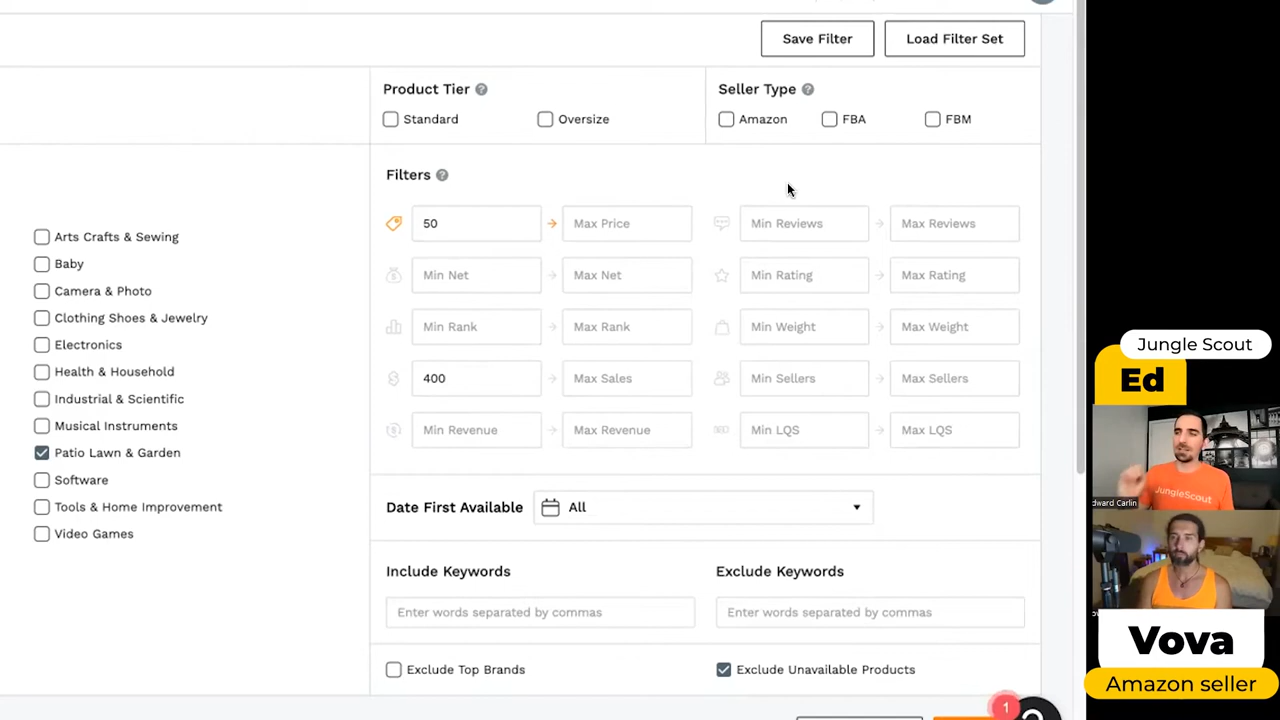 Save Filter
Load Filter Set
Product Tier ?
Standard
Oversize
Seller Type ?
Amazon
FBA
FBM
Filters ?
Arts Crafts & Sewing
Baby
Camera & Photo
Clothing Shoes & Jewelry
Electronics
Health & Household
Industrial & Scientific
Musical Instruments
Patio Lawn & Garden
Software
Tools & Home Improvement
Video Games
50
Max Price
Min Reviews
Max Reviews
Min Net
Max Net
Min Rating
Max Rating
Min Rank
Max Rank
Min Weight
Max Weight
400
Max Sales
Min Sellers
Max Sellers
Min Revenue
Max Revenue
Min LQS
Max LQS
Date First Available
All
Include Keywords
Exclude Keywords
Enter words separated by commas
Enter words separated by commas
Exclude Top Brands
Exclude Unavailable Products
1
?
Jungle Scout
Ed
JungleScout
dward Carlin
Vova
Amazon seller